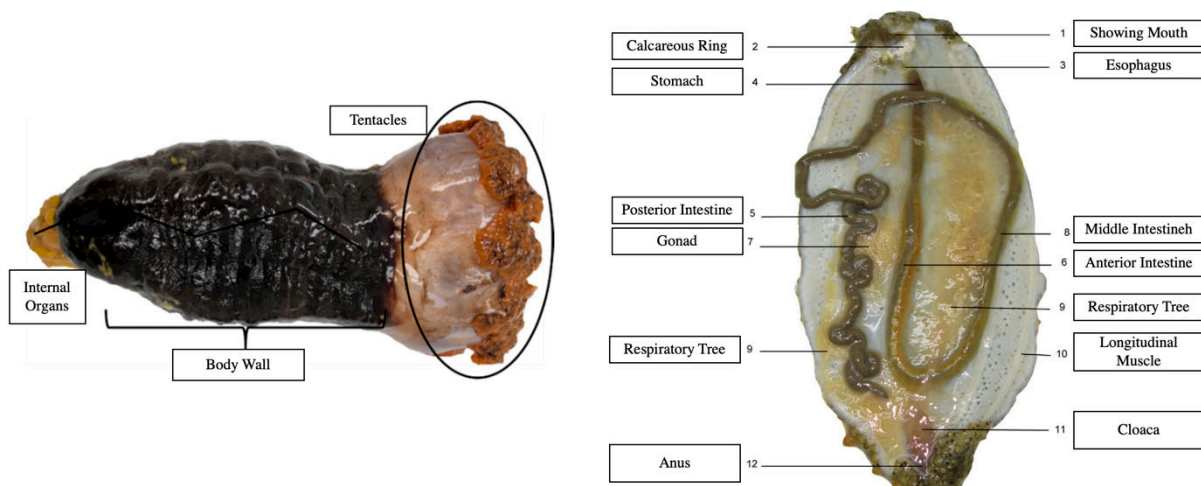 Tentacles
Internal
Organs
Body Wall
Calcareous Ring 2
1 Showing Mouth
3 Esophagus
Stomach 4
Posterior Intestine 5
Gonad 7
8 Middle Intestineh
6 Anterior Intestine
9 Respiratory Tree
Respiratory Tree 9
10 Longitudinal
Muscle
11 Cloaca
Anus 12